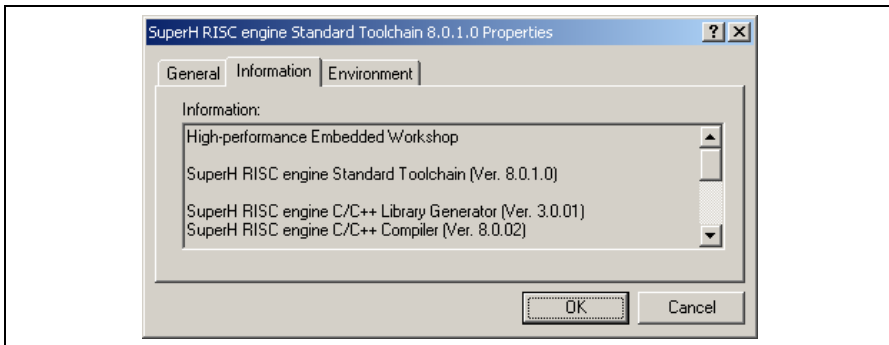 SuperH RISC engine Standard Toolchain 8.0.1.0 Properties
General Information Environment
Information:
High-performance Embedded Workshop
SuperH RISC engine Standard Toolchain (Ver. 8.0.1.0)
SuperH RISC engine C/C++ Library Generator (Ver. 3.0.01)
SuperH RISC engine C/C++ Compiler (Ver. 8.0.02)
OK Cancel